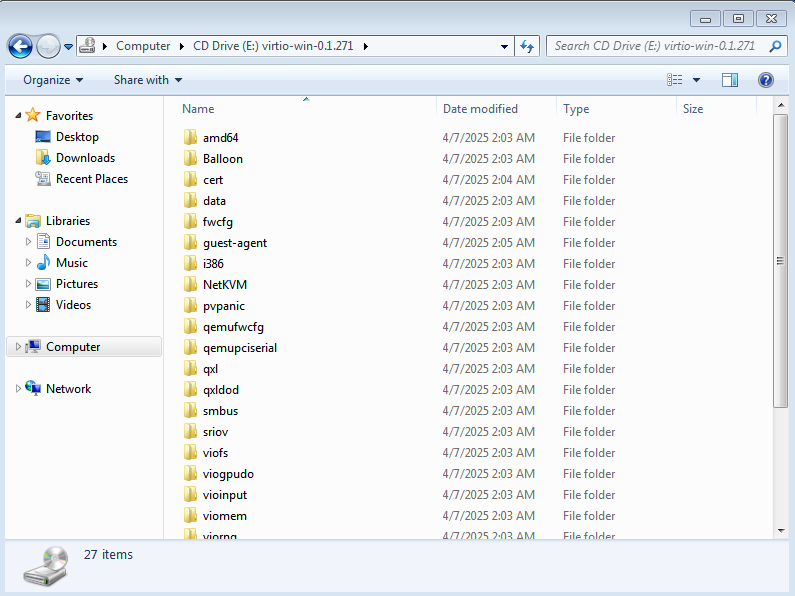 Computer CD Drive (E:) virtio-win-0.1.271
Search CD Drive (E:) virtio-win-0.1.271
Organize Share with
Favorites
Desktop
Downloads
Recent Places
Libraries
Documents
Music
Pictures
Videos
Computer
Network
Name Date modified Type Size
amd64 4/7/2025 2:03 AM File folder
Balloon 4/7/2025 2:03 AM File folder
cert 4/7/2025 2:04 AM File folder
data 4/7/2025 2:03 AM File folder
fwcfg 4/7/2025 2:03 AM File folder
guest-agent 4/7/2025 2:05 AM File folder
i386 4/7/2025 2:03 AM File folder
NetKVM 4/7/2025 2:03 AM File folder
pvpanic 4/7/2025 2:03 AM File folder
qemufwcfg 4/7/2025 2:03 AM File folder
qemupciserial 4/7/2025 2:03 AM File folder
qxl 4/7/2025 2:03 AM File folder
qxldod 4/7/2025 2:03 AM File folder
smbus 4/7/2025 2:03 AM File folder
sriov 4/7/2025 2:03 AM File folder
viofs 4/7/2025 2:03 AM File folder
viogpudo 4/7/2025 2:03 AM File folder
vioinput 4/7/2025 2:03 AM File folder
viomem 4/7/2025 2:03 AM File folder
viorng 4/7/2025 2:03 AM File folder
27 items